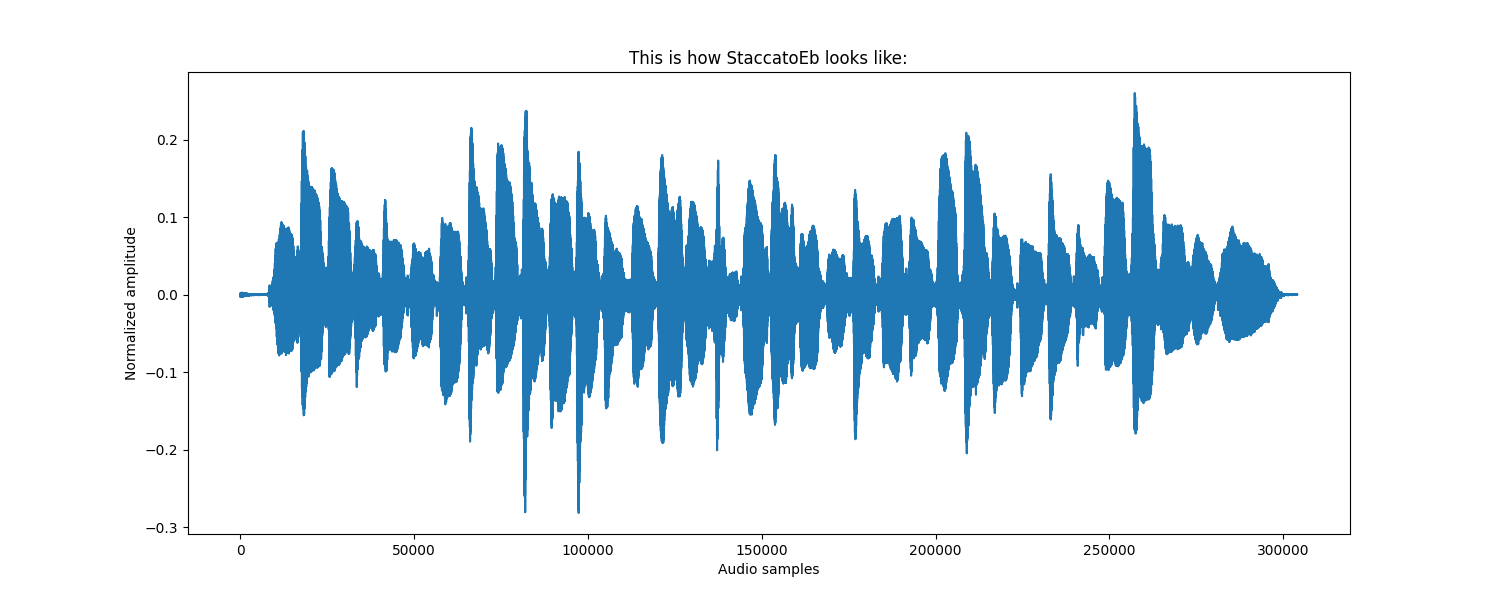 This is how StaccatoEb looks like:
Normalized amplitude
0.2
0.1
0.0
−0.1
−0.2
−0.3
0 50000 100000 150000 200000 250000 300000
Audio samples